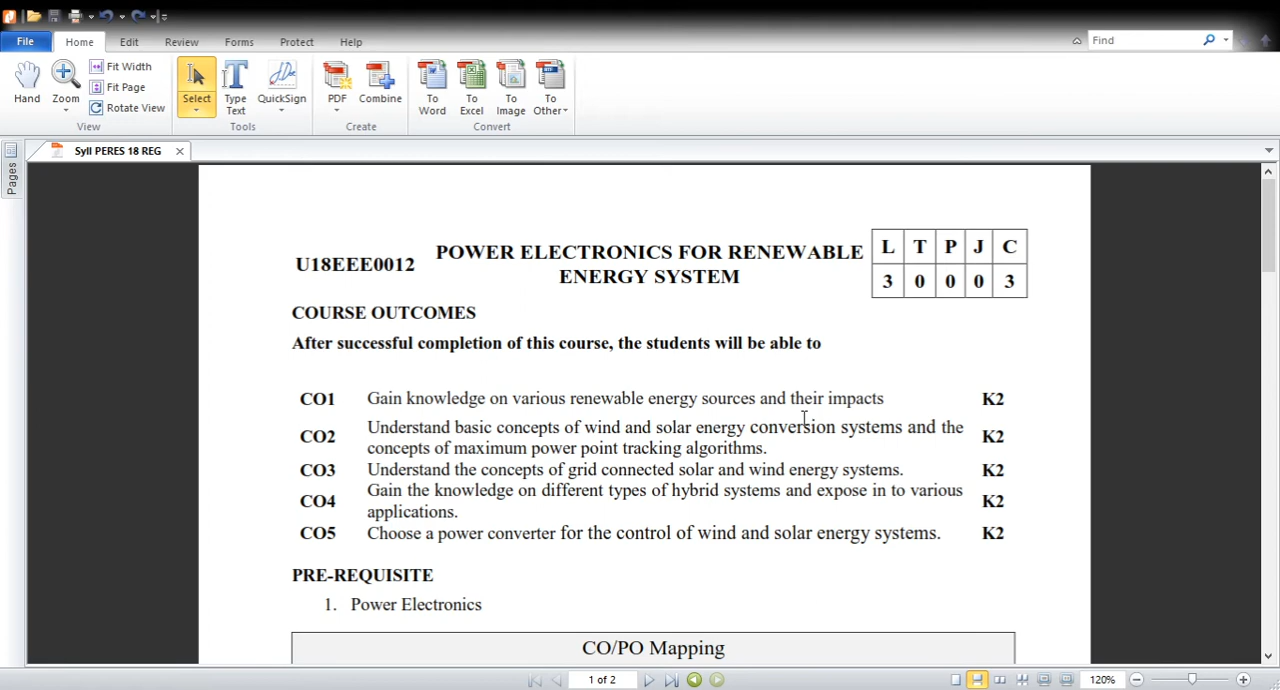 File Home Edit Review Forms Protect Help Find
Hand Zoom Fit Width Fit Page Rotate View Select Type Text QuickSign PDF Combine To Word To Excel To Image To Other
View Tools Create Convert
Pages
Syll PERES 18 REG
U18EEE0012
POWER ELECTRONICS FOR RENEWABLE
ENERGY SYSTEM
L T P J C
3 0 0 0 3
COURSE OUTCOMES
After successful completion of this course, the students will be able to
CO1 Gain knowledge on various renewable energy sources and their impacts K2
CO2 Understand basic concepts of wind and solar energy conversion systems and the
concepts of maximum power point tracking algorithms. K2
CO3 Understand the concepts of grid connected solar and wind energy systems. K2
CO4 Gain the knowledge on different types of hybrid systems and expose in to various
applications. K2
CO5 Choose a power converter for the control of wind and solar energy systems. K2
PRE-REQUISITE
1. Power Electronics
CO/PO Mapping
1 of 2 120%